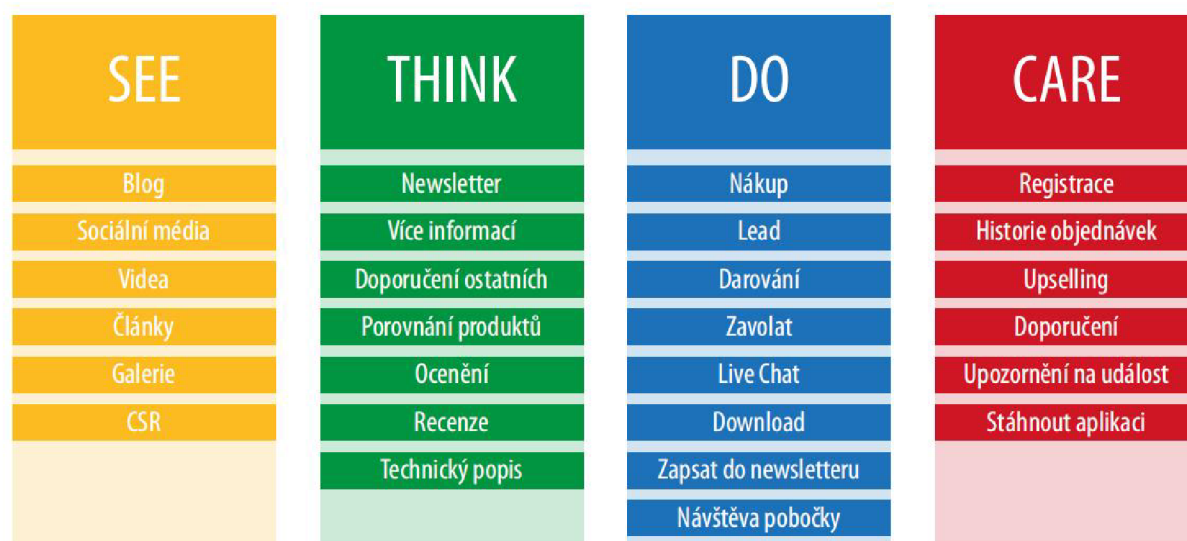 SEE
Blog
Sociální média
Videa
Články
Galerie
CSR
THINK
Newsletter
Více informací
Doporučení ostatních
Porovnání produktů
Ocenění
Recenze
Technický popis
DO
Nákup
Lead
Darování
Zavolat
Live Chat
Download
Zapsat do newsletteru
Návštěva pobočky
CARE
Registrace
Historie objednávek
Upselling
Doporučení
Upozornění na událost
Stáhnout aplikaci